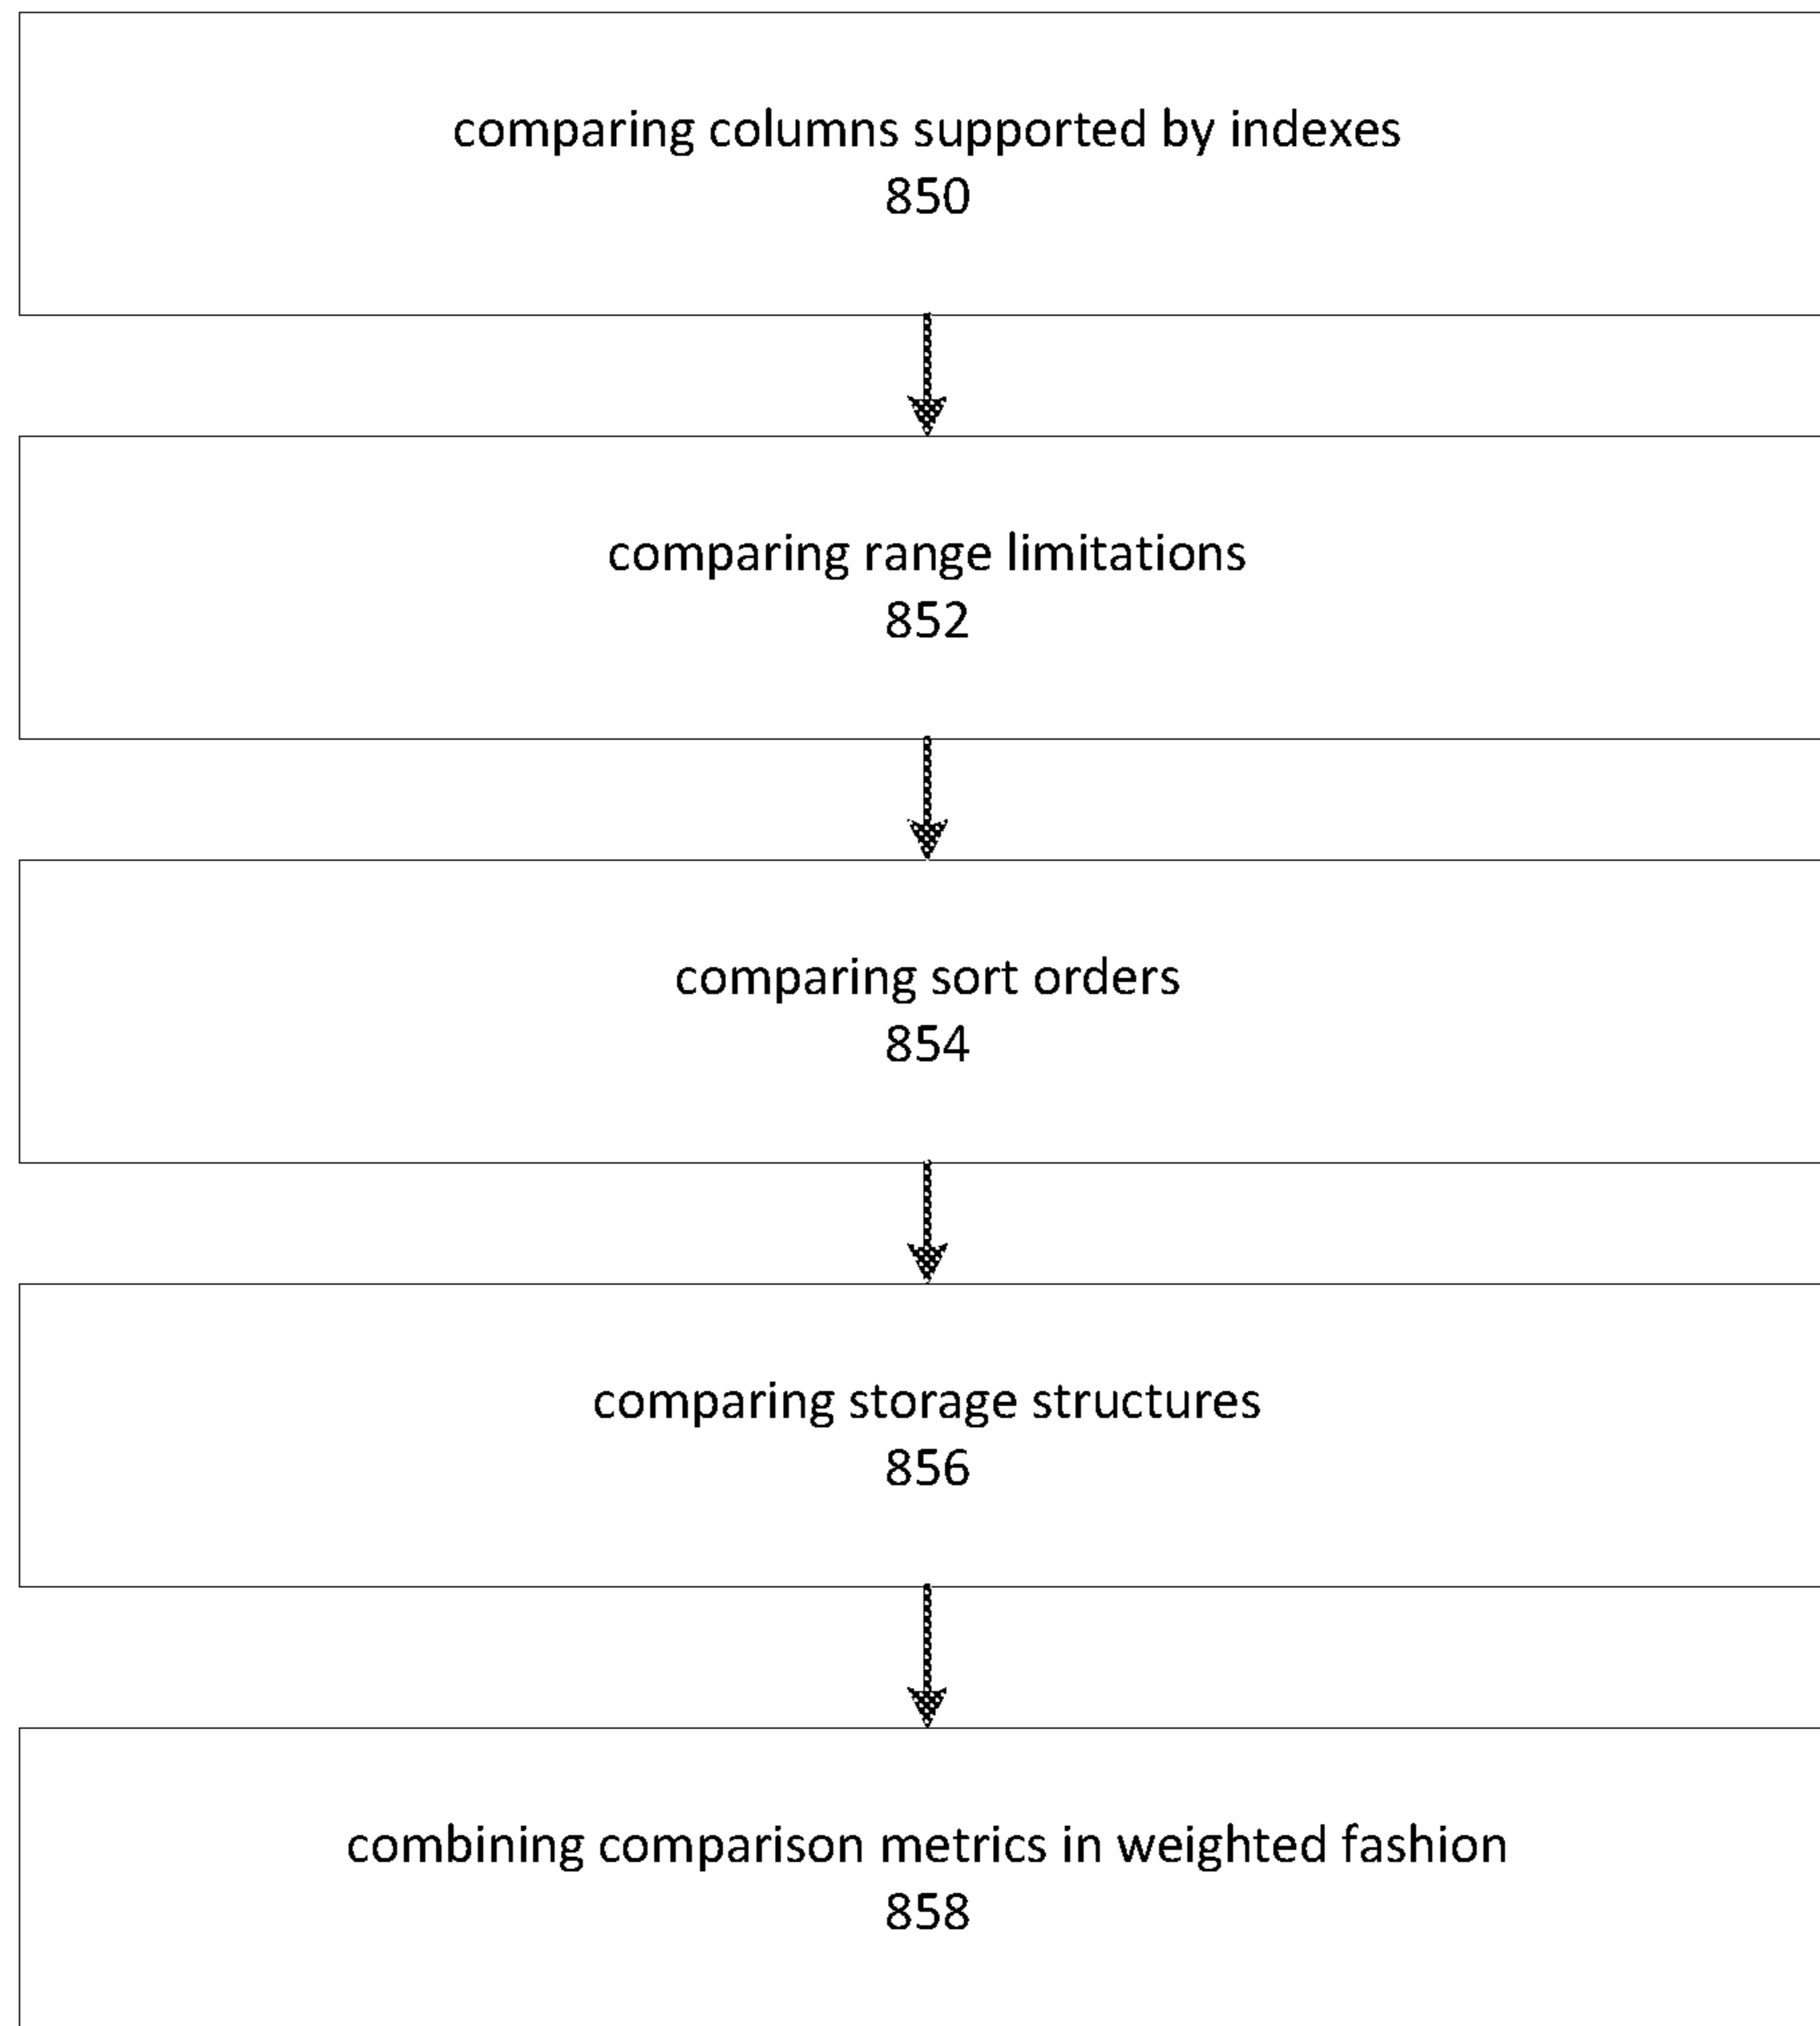 comparing columns supported by indexes
850
comparing range limitations
852
comparing sort orders
854
comparing storage structures
856
combining comparison metrics in weighted fashion
858